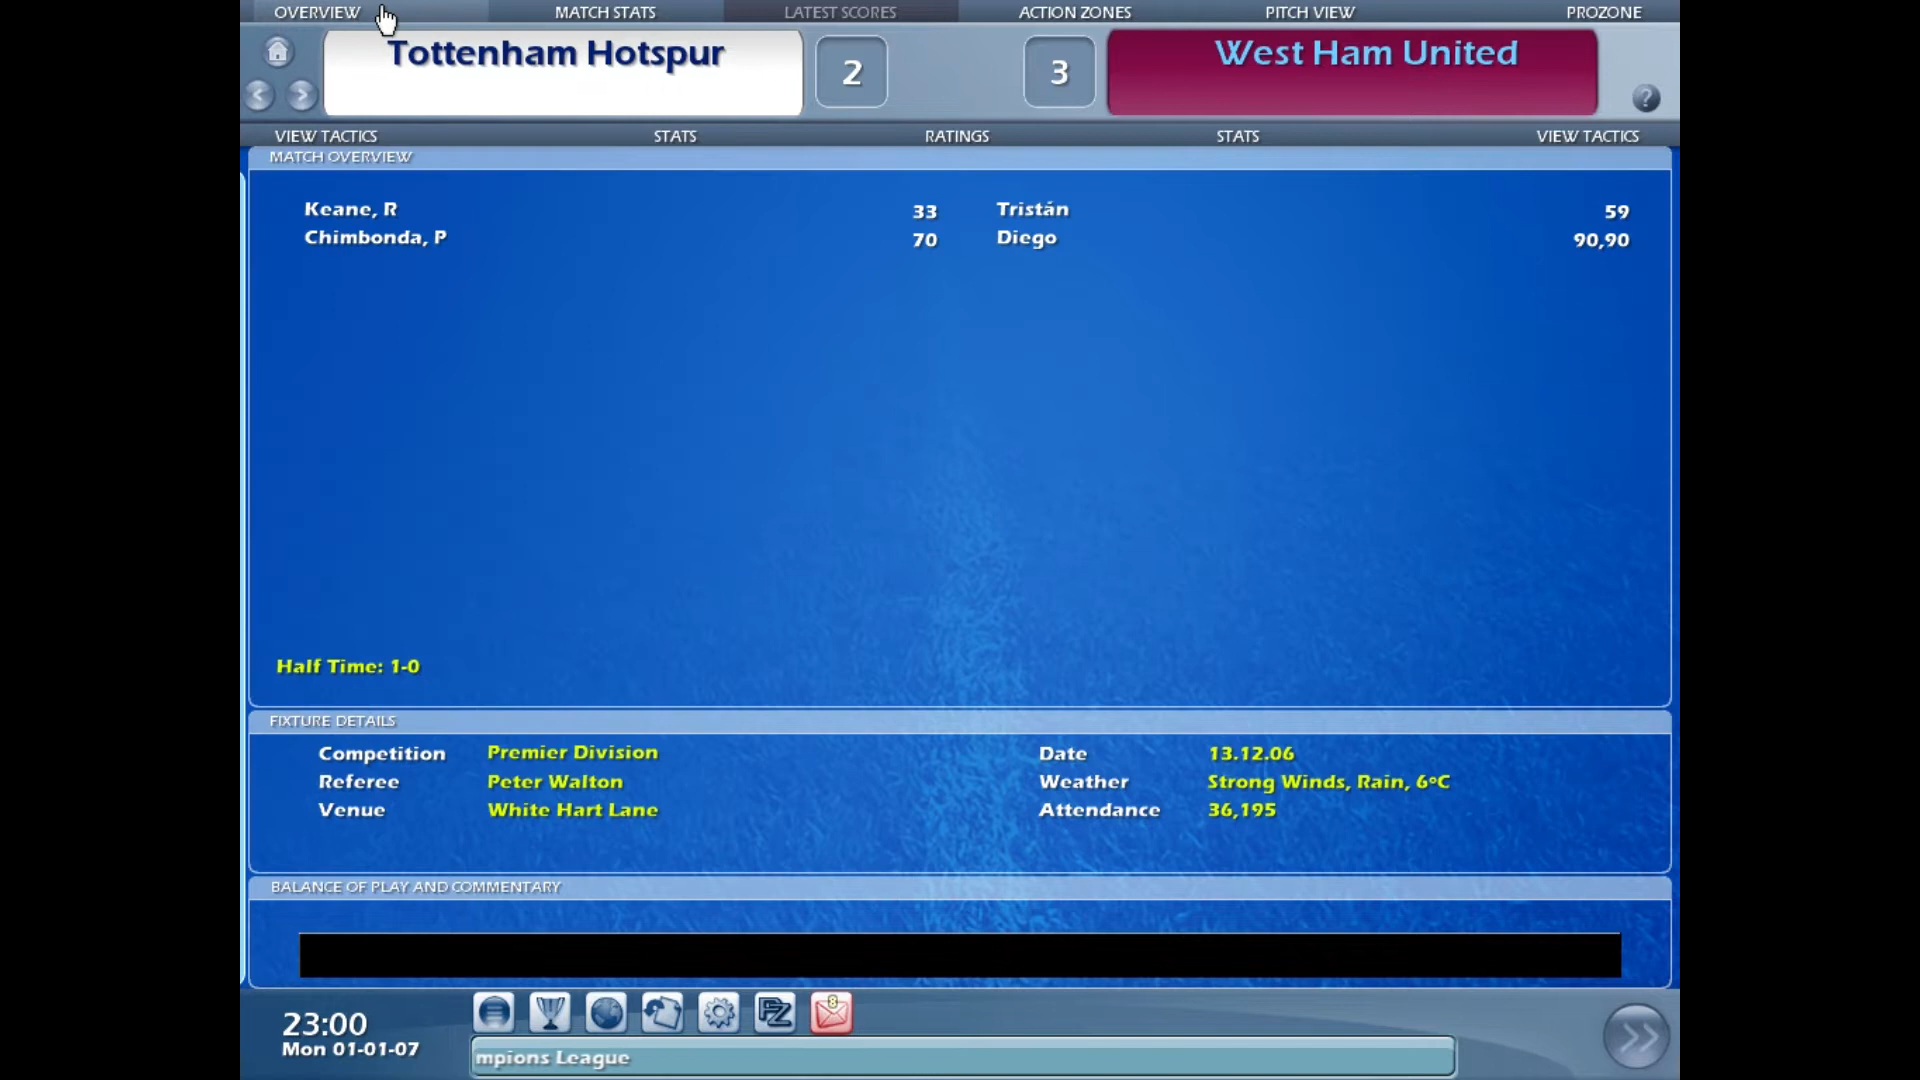 OVERVIEW MATCH STATS LATEST SCORES ACTION ZONES PITCH VIEW PROZONE
Tottenham Hotspur 2 3 West Ham United
?
VIEW TACTICS STATS RATINGS STATS VIEW TACTICS
MATCH OVERVIEW
Keane, R 33 Tristán 59
Chimbonda, P 70 Diego 90,90
Half Time: 1-0
FIXTURE DETAILS
Competition Premier Division Date 13.12.06
Referee Peter Walton Weather Strong Winds, Rain, 6°C
Venue White Hart Lane Attendance 36,195
BALANCE OF PLAY AND COMMENTARY
23:00 PZ 8
Mon 01-01-07
mpions League